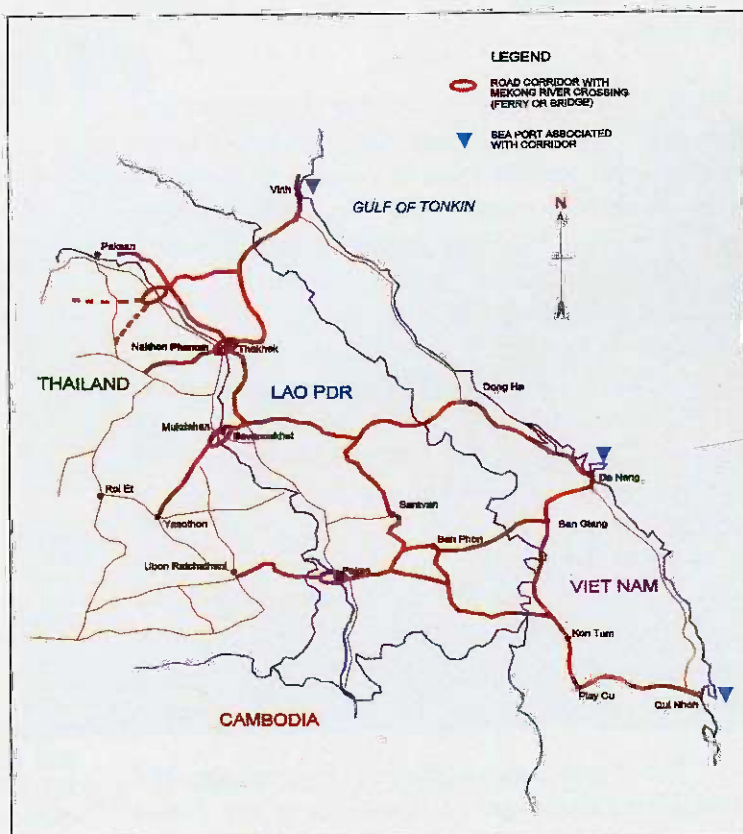 LEGEND
ROAD CORRIDOR WITH
MEKONG RIVER CROSSING
(FERRY OR BRIDGE)
SEA PORT ASSOCIATED
WITH CORRIDOR
Vinh
GULF OF TONKIN
N
Paksan
Nakhon Phanom
Thakhek
THAILAND
LAO PDR
Dong Ha
Mukdahan
Savannakhet
Da Nang
Roi Et
Saravan
Yasothon
Ban Phon
Ban Giang
Ubon Ratchathani
Pakse
VIET NAM
Kon Tum
Play Cu
Qui Nhon
CAMBODIA